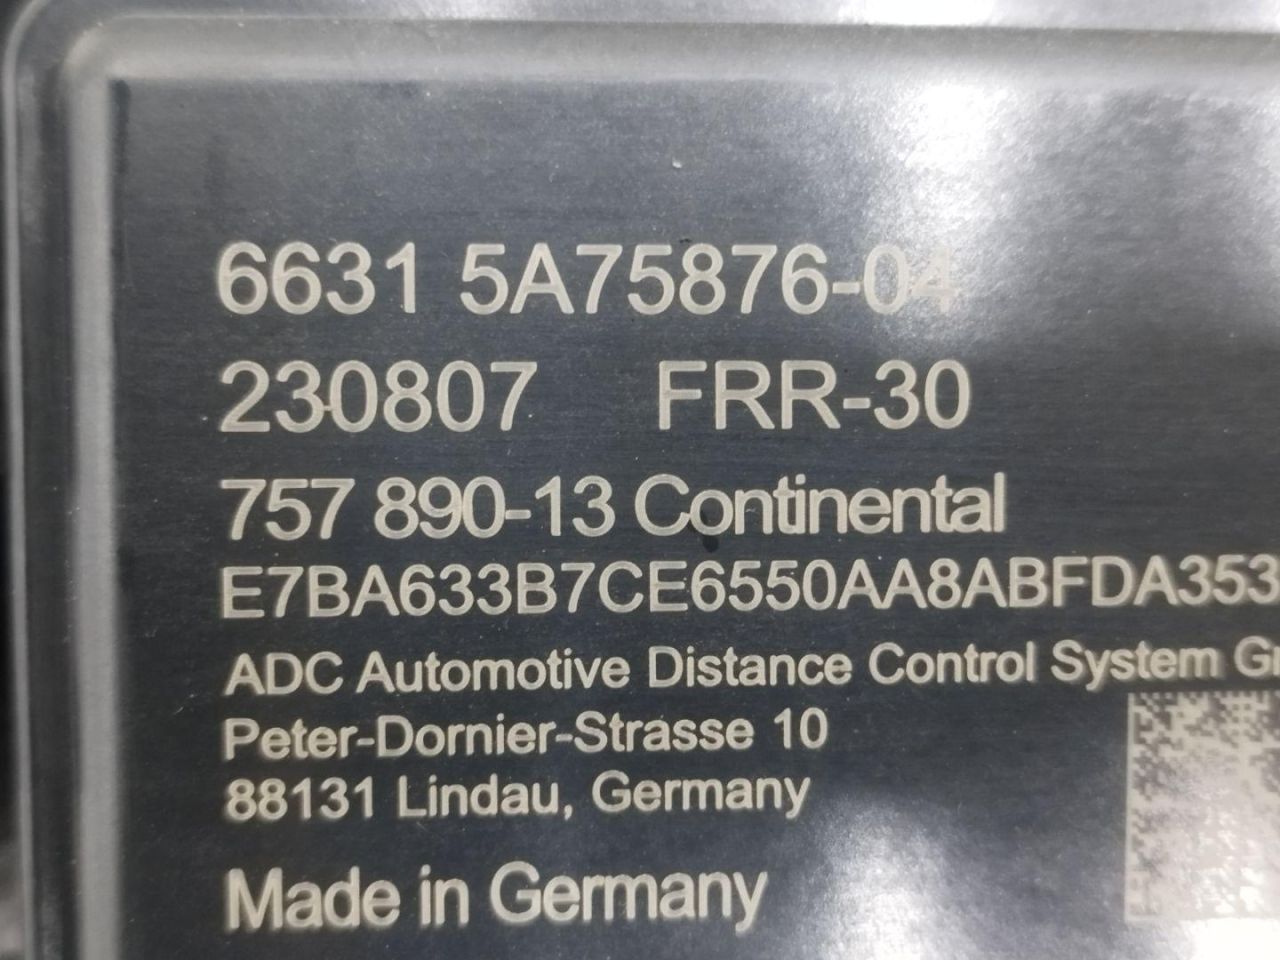 6631 5A75876-04
230807 FRR-30
757 890-13 Continental
E7BA633B7CE6550AA8ABFDA353
ADC Automotive Distance Control System
Peter-Dornier-Strasse 10
88131 Lindau, Germany
Made in Germany